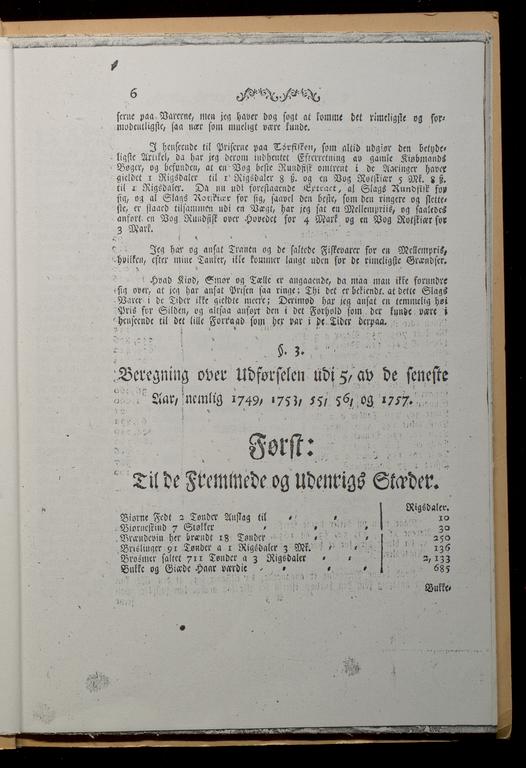 6
serne paa Varerne, men jeg haver dog søgt at komme det rimeligste og for-
modenligste, saa nær som mueligt være kunde.
J henseende til Priserne paa Tørfisken, som altid udgiør den betyde-
ligste Artikel, da har jeg derom indhentet Efterretning av gamle Kiøbmands
Bøger, og befunden, at en Vog beste Rundfisk omtrent i de Aaringer haver
gieldet 1 Rigsdaler til 1 Rigsdaler 8 ß. og en Vog Rotskiær 5 Mk. 8 ß.
til 1 Rigsdaler. Da nu udi forestaaende Extract, al Slags Rundfisk for
sig, og al Slags Rotskiær for sig, saavel den beste, som den ringere og slette-
ste, er slaaed tilsammen udi en Vægt, har jeg sat en Mellempriis, og saaledes
anført en Vog Rundfisk over Hovedet for 4 Mark og en Vog Rotskiær for
3 Mark.
Jeg har og ansat Tranen og de saltede Fiskevarer for en Mellempris,
hvilken, efter mine Tanker, ikke kommer langt uden for de rimeligste Grændser.
Hvad Kiød, Smør og Tælle er angaaende, da maa man ikke forundre
sig over, at jeg har ansat Prisen saa ringe: Thi det er bekiendt, at dette Slags
Varer i de Tider ikke gieldte meere; Derimod har jeg ansat en temmelig høi
Pris for Silden, og altsaa anført den i det Forhold som der kunde være i
henseende til det lille Forraad som her var i de Tider derpaa.
§. 3.
Beregning over Udførselen udi 5, av de seneste
Aar, nemlig 1749, 1753, 55, 56, og 1757.
Først:
Til de Fremmede og Udenrigs Stæder.
Rigsdaler.
Biørne Fedt 2 Tønder Anslag til 10
Biørneskind 7 Støkker 30
Brændevin her brændt 18 Tønder 250
Brislinger 91 Tønder a 1 Rigsdaler 3 Mk. 136
Brosmer saltet 711 Tønder a 3 Rigsdaler 2,133
Bukke og Giæde Haar værdie 685
Bukke-